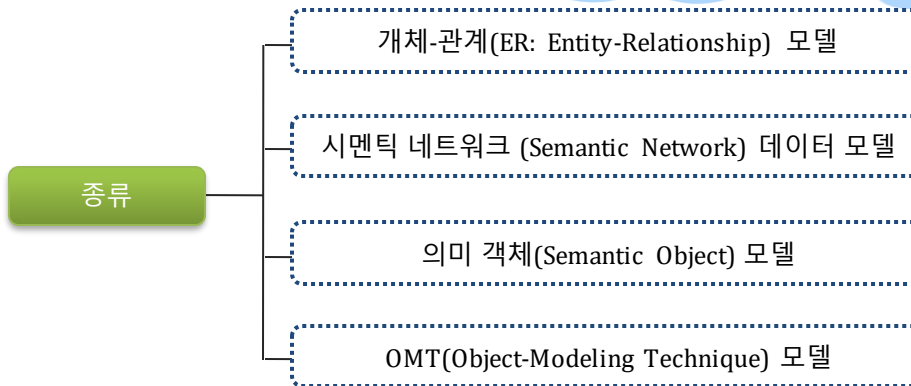 개체-관계(ER: Entity-Relationship) 모델
시멘틱 네트워크 (Semantic Network) 데이터 모델
종류
의미 객체(Semantic Object) 모델
OMT(Object-Modeling Technique) 모델